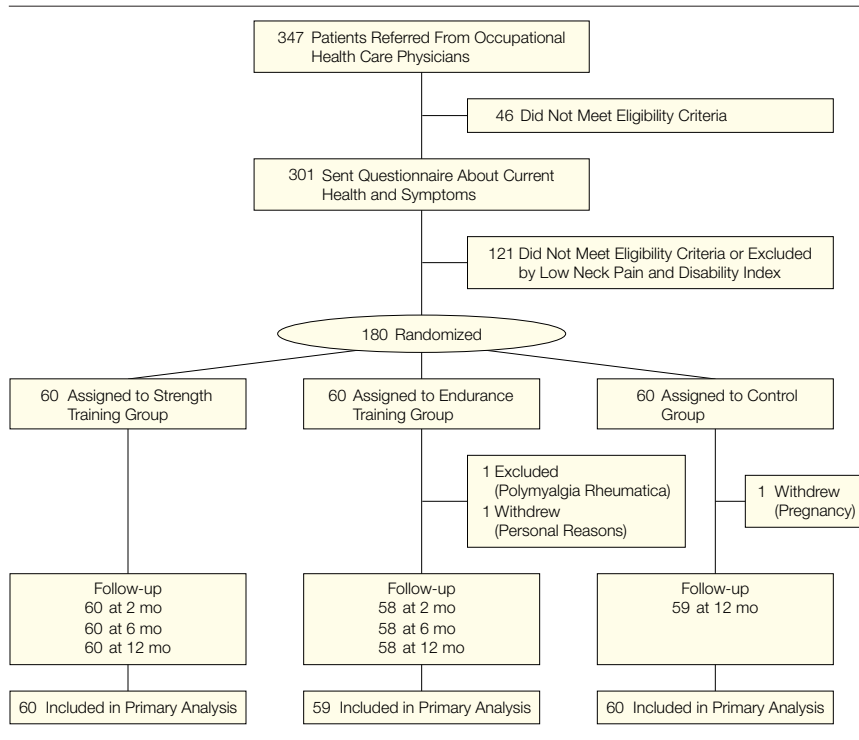 347 Patients Referred From Occupational
Health Care Physicians
46 Did Not Meet Eligibility Criteria
301 Sent Questionnaire About Current
Health and Symptoms
121 Did Not Meet Eligibility Criteria or Excluded
by Low Neck Pain and Disability Index
180 Randomized
60 Assigned to Strength
Training Group
60 Assigned to Endurance
Training Group
60 Assigned to Control
Group
1 Excluded
(Polymyalgia Rheumatica)
1 Withdrew
(Personal Reasons)
1 Withdrew
(Pregnancy)
Follow-up
60 at 2 mo
60 at 6 mo
60 at 12 mo
Follow-up
58 at 2 mo
58 at 6 mo
58 at 12 mo
Follow-up
59 at 12 mo
60 Included in Primary Analysis
59 Included in Primary Analysis
60 Included in Primary Analysis